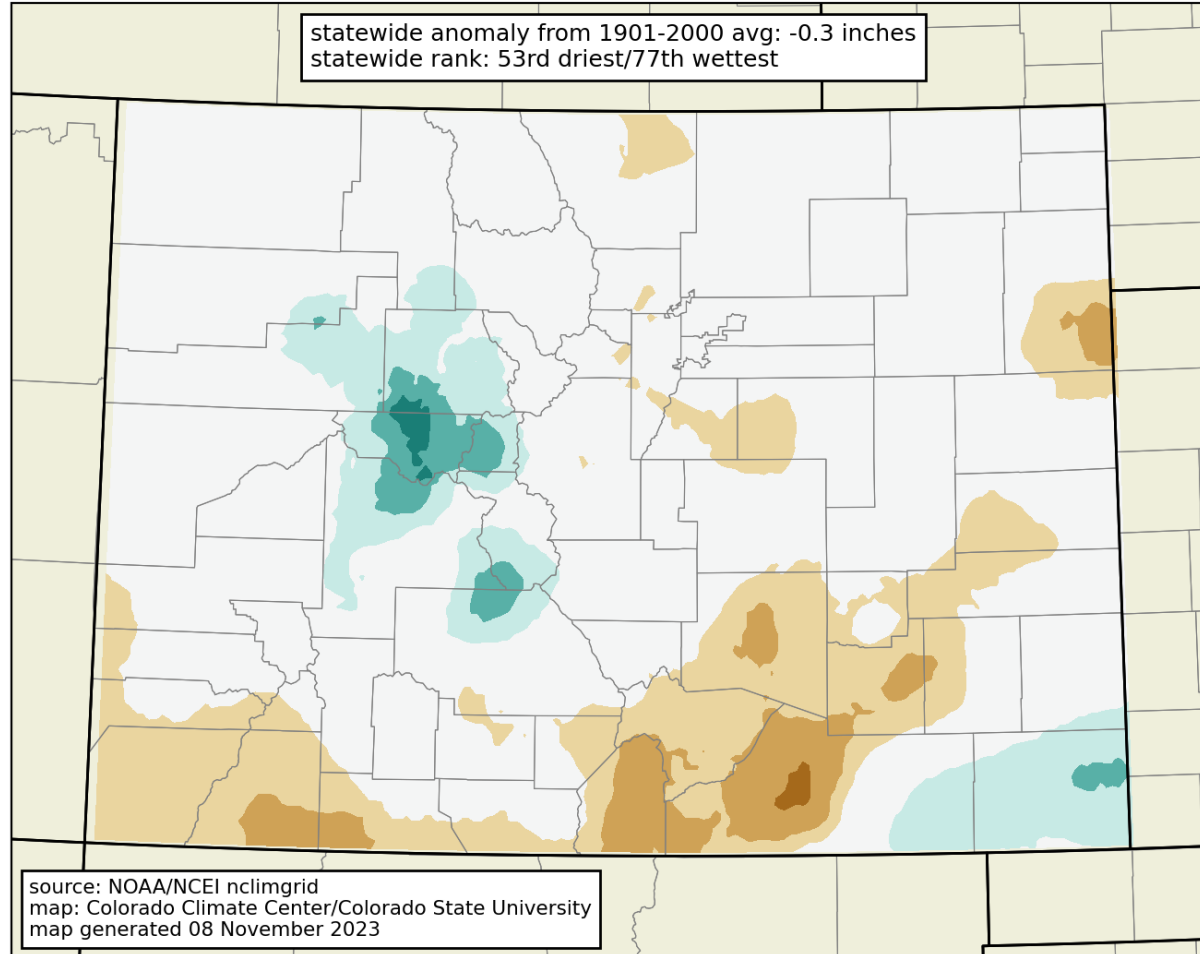 statewide anomaly from 1901-2000 avg: -0.3 inches
statewide rank: 53rd driest/77th wettest
source: NOAA/NCEI nclimgrid
map: Colorado Climate Center/Colorado State University
map generated 08 November 2023